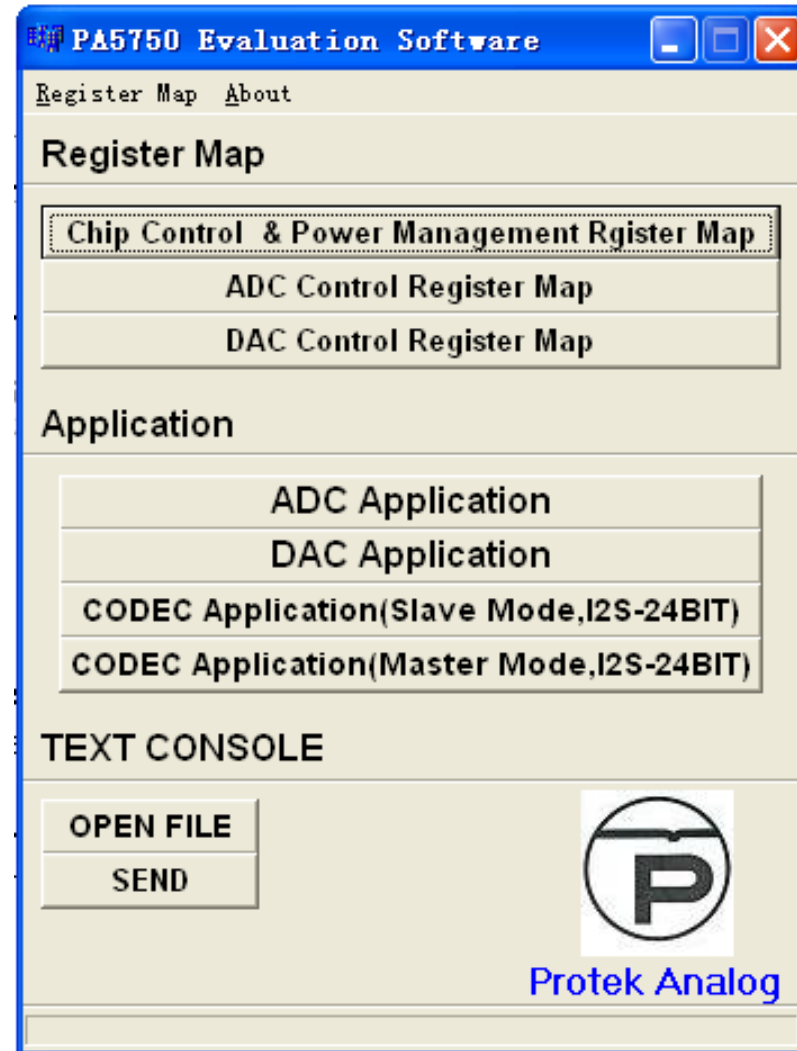 PA5750 Evaluation Software
Register Map About
Register Map
Chip Control & Power Management Rgister Map
ADC Control Register Map
DAC Control Register Map
Application
ADC Application
DAC Application
CODEC Application(Slave Mode,I2S-24BIT)
CODEC Application(Master Mode,I2S-24BIT)
TEXT CONSOLE
OPEN FILE
SEND
P
Protek Analog